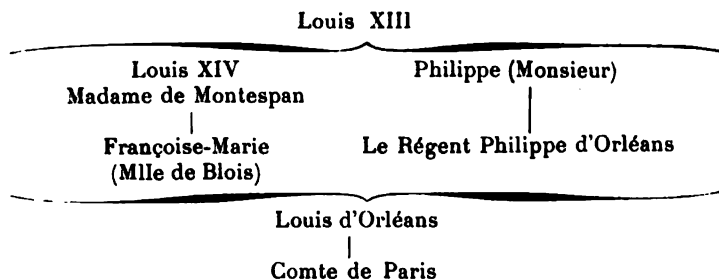 Louis XIII
Louis XIV
Madame de Montespan
Philippe (Monsieur)
Françoise-Marie
(Mlle de Blois)
Le Régent Philippe d'Orléans
Louis d'Orléans
Comte de Paris